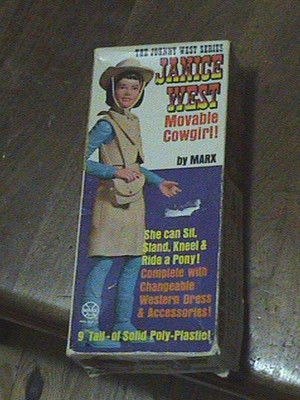 THE JOHNNY WEST SERIES
JANICE
WEST
Movable
Cowgirl!
by MARX
She can Sit,
Stand, Kneel &
Ride a Pony!
Complete with
Changeable
Western Dress
& Accessories!
9" Tall - of Solid Poly-Plastic!